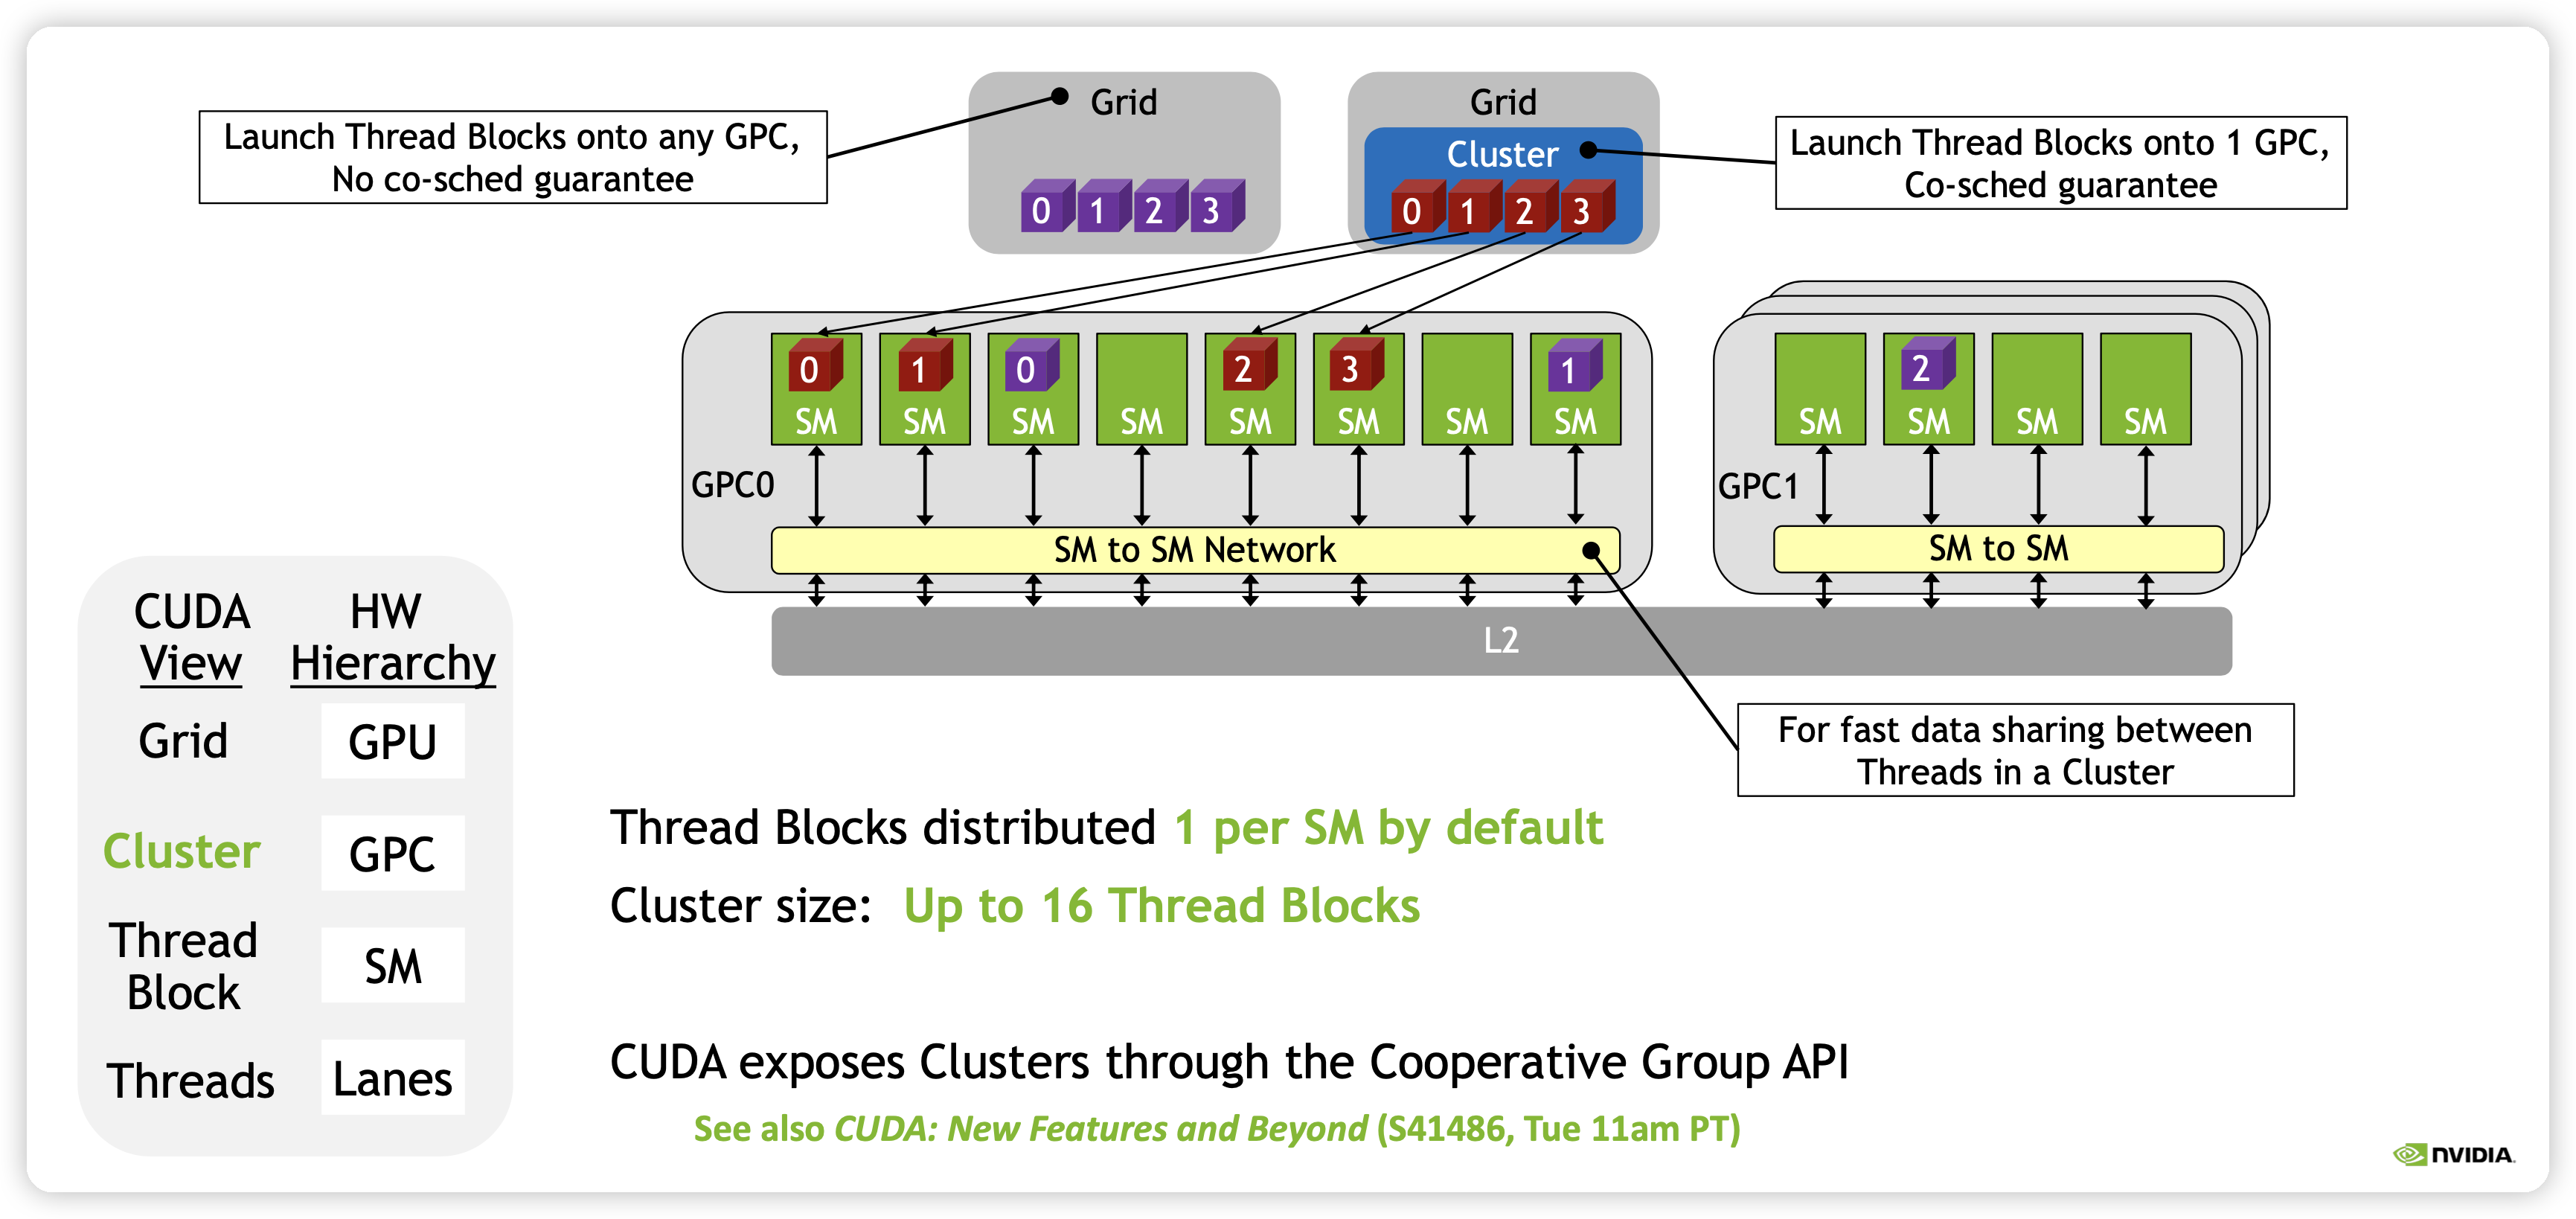 Grid
Grid
Launch Thread Blocks onto any GPC,
No co-sched guarantee
Cluster
Launch Thread Blocks onto 1 GPC,
Co-sched guarantee
0 1 2 3
0 1 2 3
0 1 0 2 3 1
SM SM SM SM SM SM SM SM
2
SM SM SM SM
GPC0
GPC1
SM to SM Network
SM to SM
L2
For fast data sharing between
Threads in a Cluster
CUDA
View
HW
Hierarchy
Grid
GPU
Cluster
GPC
Thread
Block
SM
Threads
Lanes
Thread Blocks distributed 1 per SM by default
Cluster size: Up to 16 Thread Blocks
CUDA exposes Clusters through the Cooperative Group API
See also CUDA: New Features and Beyond (S41486, Tue 11am PT)
NVIDIA.